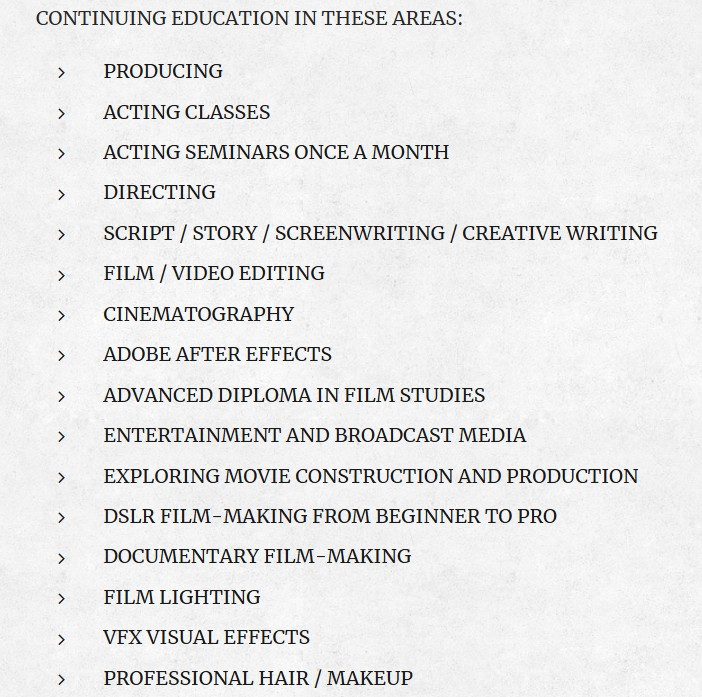 CONTINUING EDUCATION IN THESE AREAS:
PRODUCING
ACTING CLASSES
ACTING SEMINARS ONCE A MONTH
DIRECTING
SCRIPT / STORY / SCREENWRITING / CREATIVE WRITING
FILM / VIDEO EDITING
CINEMATOGRAPHY
ADOBE AFTER EFFECTS
ADVANCED DIPLOMA IN FILM STUDIES
ENTERTAINMENT AND BROADCAST MEDIA
EXPLORING MOVIE CONSTRUCTION AND PRODUCTION
DSLR FILM-MAKING FROM BEGINNER TO PRO
DOCUMENTARY FILM-MAKING
FILM LIGHTING
VFX VISUAL EFFECTS
PROFESSIONAL HAIR / MAKEUP